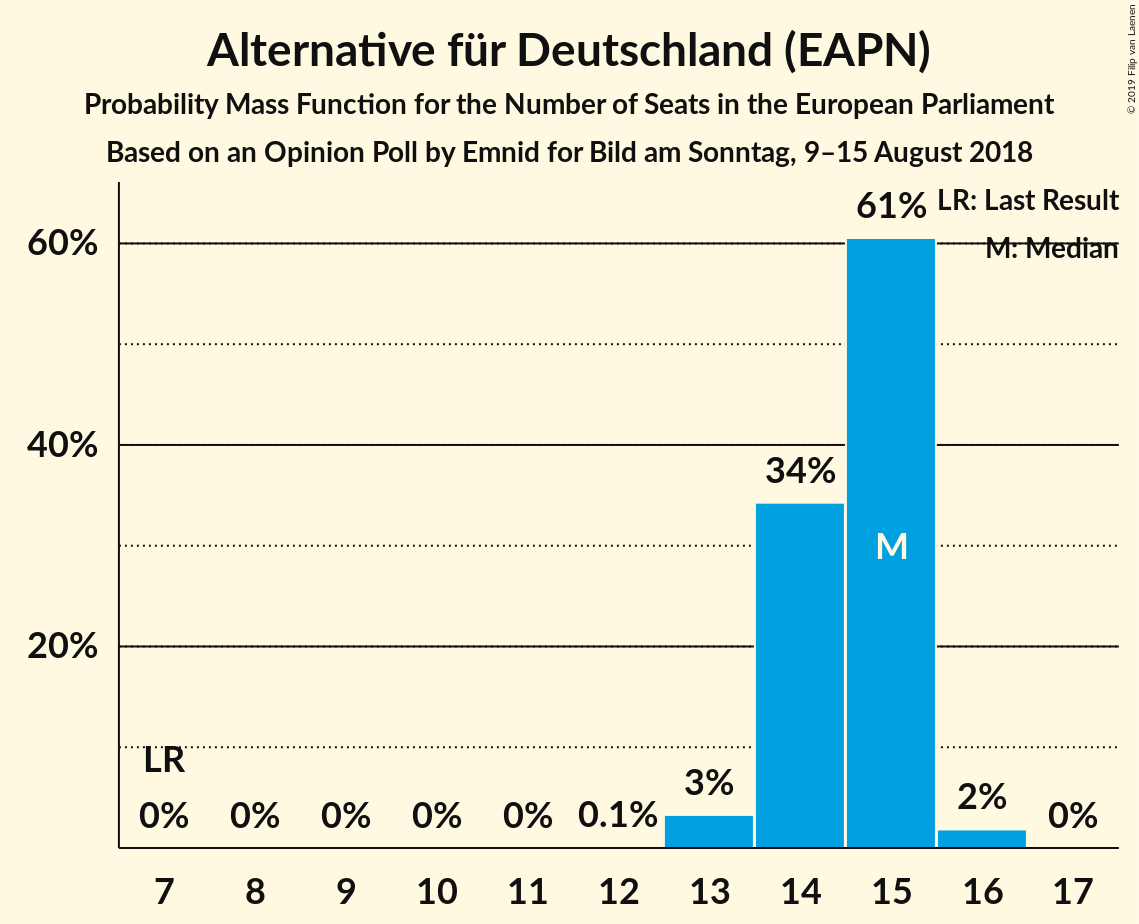 Alternative für Deutschland (EAPN)
Probability Mass Function for the Number of Seats in the European Parliament
Based on an Opinion Poll by Emnid for Bild am Sonntag, 9–15 August 2018
© 2019 Filip van Laenen
LR: Last Result
M: Median
60%
40%
20%
61%
34%
M
LR
3%
2%
0% 0% 0% 0% 0% 0.1% 0%
7 8 9 10 11 12 13 14 15 16 17